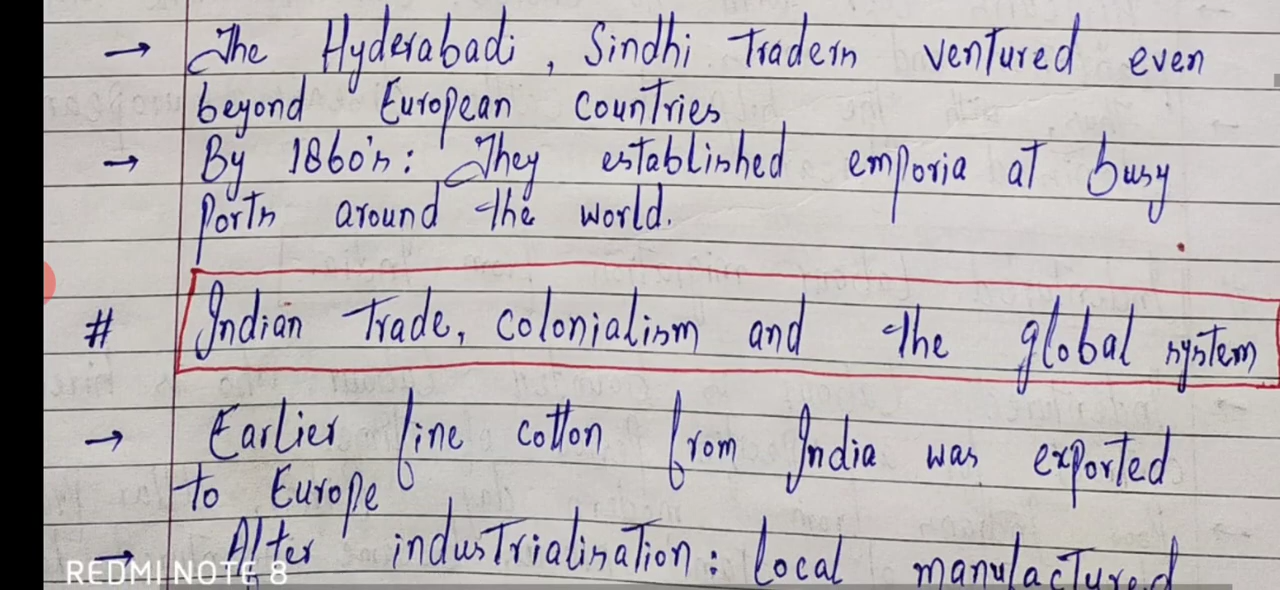 → The Hyderabadi, Sindhi Traders ventured even
beyond European countries
→ By 1860's: They established emporia at busy
Ports around the world.
# Indian Trade, colonialism and the global system
→ Earlier fine cotton from India was exported
to Europe
→ After industrialisation: local manufactured
REDMI NOTE 8